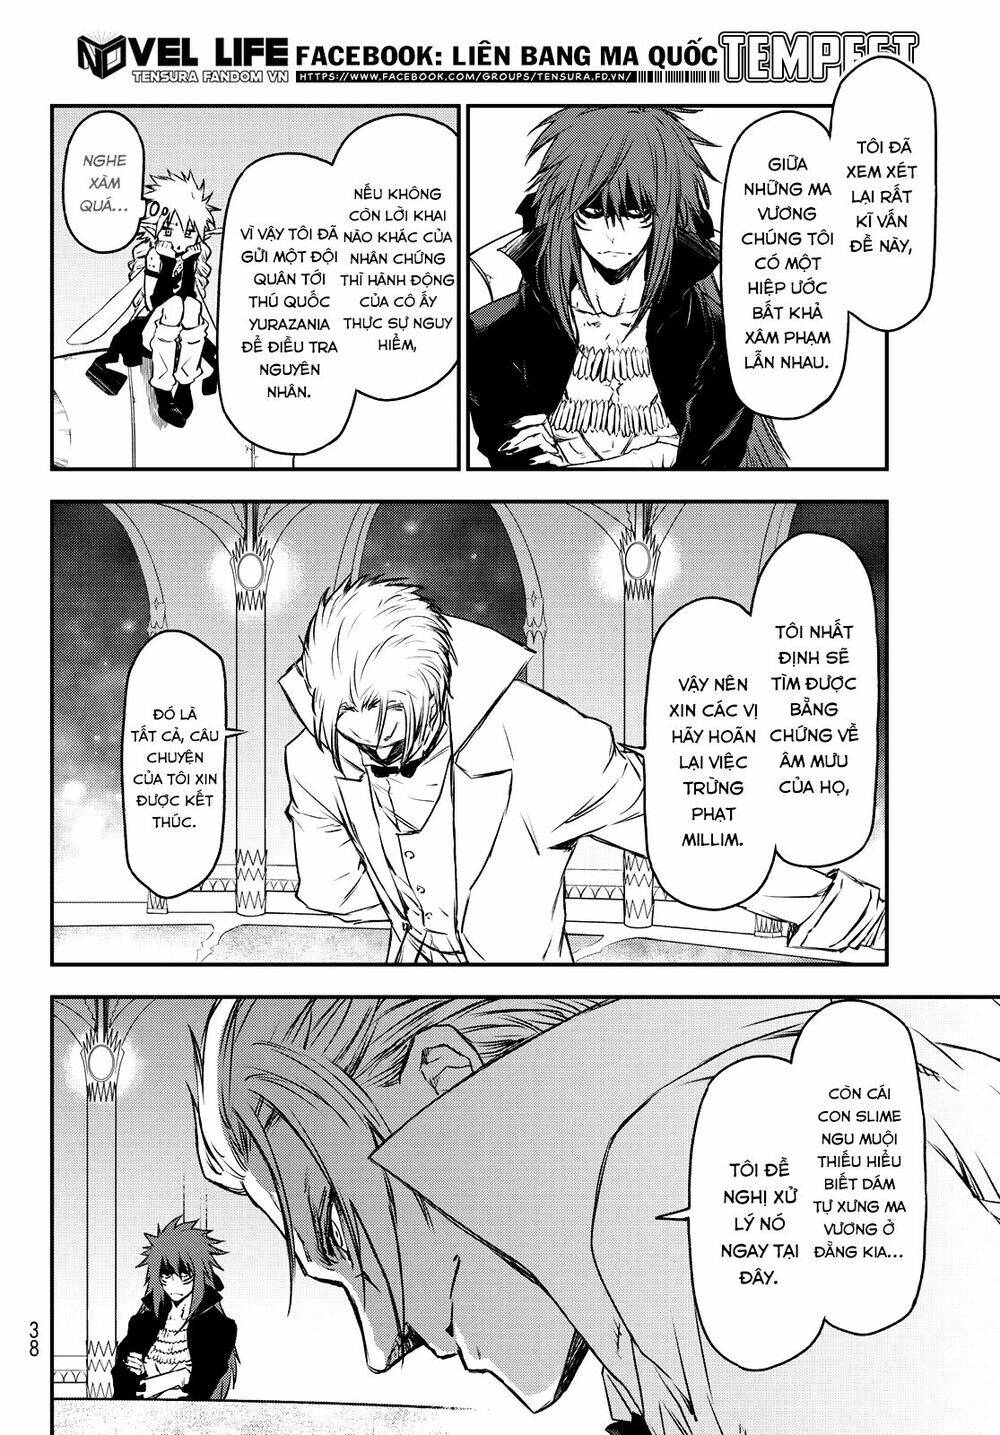 NOVEL LIFE
TENSURA FANDOM VN
FACEBOOK: LIÊN BANG MA QUỐC
HTTPS://WWW.FACEBOOK.COM/GROUPS/TENSURA.FD.VN/
TEMPEST
TÔI ĐÃ
XEM XÉT
LẠI RẤT
KĨ VẤN
ĐỀ NÀY,
GIỮA
NHỮNG MA
VƯƠNG
CHÚNG TÔI
CÓ MỘT
HIỆP ƯỚC
BẤT KHẢ
XÂM PHẠM
LẪN NHAU.
NẾU KHÔNG
CÒN LỜI KHAI
NÀO KHÁC CỦA
NHÂN CHỨNG
THÌ HÀNH ĐỘNG
CỦA CÔ ẤY
THỰC SỰ NGUY
HIỂM,
VÌ VẬY TÔI ĐÃ
GỬI MỘT ĐỘI
QUÂN TỚI
THÚ QUỐC
YURAZANIA
ĐỂ ĐIỀU TRA
NGUYÊN
NHÂN.
NGHE
XÀM
QUÁ...
TÔI NHẤT
ĐỊNH SẼ
TÌM ĐƯỢC
BẰNG
CHỨNG VỀ
ÂM MƯU
CỦA HỌ,
VẬY NÊN
XIN CÁC VỊ
HÃY HOÃN
LẠI VIỆC
TRỪNG
PHẠT
MILLIM.
ĐÓ LÀ
TẤT CẢ, CÂU
CHUYỆN
CỦA TÔI XIN
ĐƯỢC KẾT
THÚC.
CÒN CÁI
CON SLIME
NGU MUỘI
THIẾU HIỂU
BIẾT DÁM
TỰ XƯNG MA
VƯƠNG Ở
ĐẰNG KIA...
TÔI ĐỀ
NGHỊ XỬ
LÝ NÓ
NGAY TẠI
ĐÂY.
38